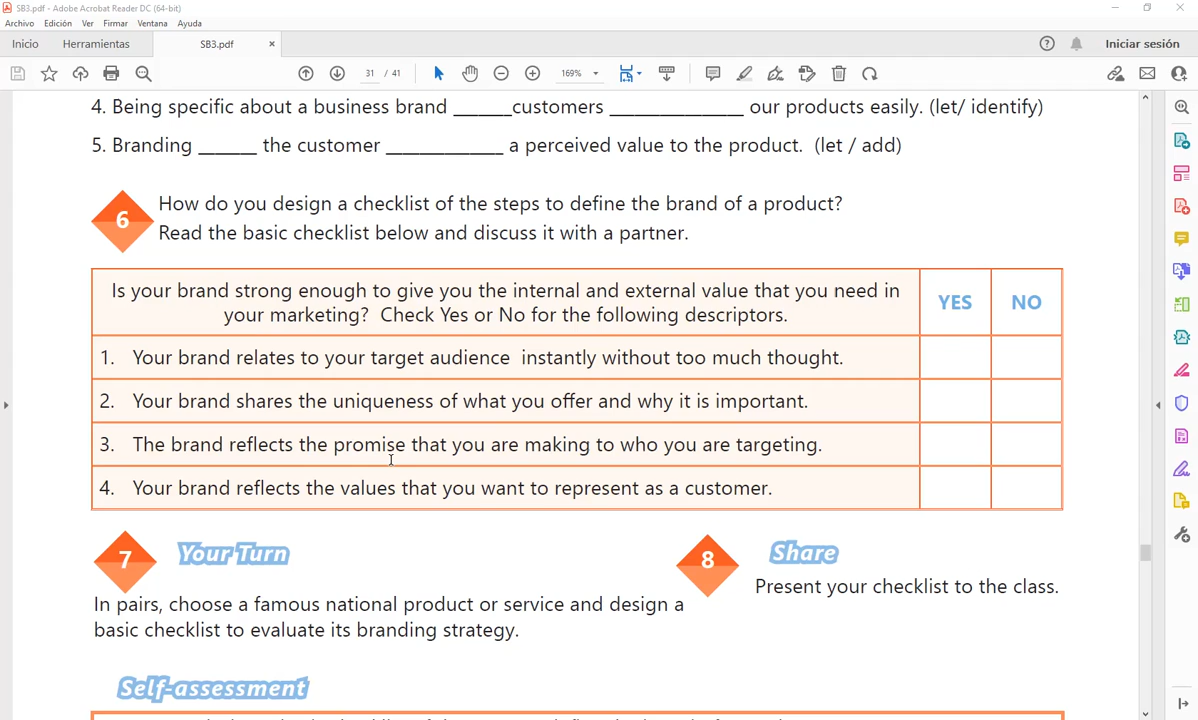 SB3.pdf - Adobe Acrobat Reader DC (64-bit)
Archivo Edición Ver Firmar Ventana Ayuda
Inicio Herramientas SB3.pdf × Iniciar sesión
31 / 41 169%
4. Being specific about a business brand ______customers _____________ our products easily. (let/ identify)
5. Branding ______ the customer ____________ a perceived value to the product. (let / add)
6 How do you design a checklist of the steps to define the brand of a product?
Read the basic checklist below and discuss it with a partner.
Is your brand strong enough to give you the internal and external value that you need in
your marketing? Check Yes or No for the following descriptors.
YES NO
1. Your brand relates to your target audience instantly without too much thought.
2. Your brand shares the uniqueness of what you offer and why it is important.
3. The brand reflects the promise that you are making to who you are targeting.
4. Your brand reflects the values that you want to represent as a customer.
7 Your Turn
In pairs, choose a famous national product or service and design a
basic checklist to evaluate its branding strategy.
8 Share
Present your checklist to the class.
Self-assessment